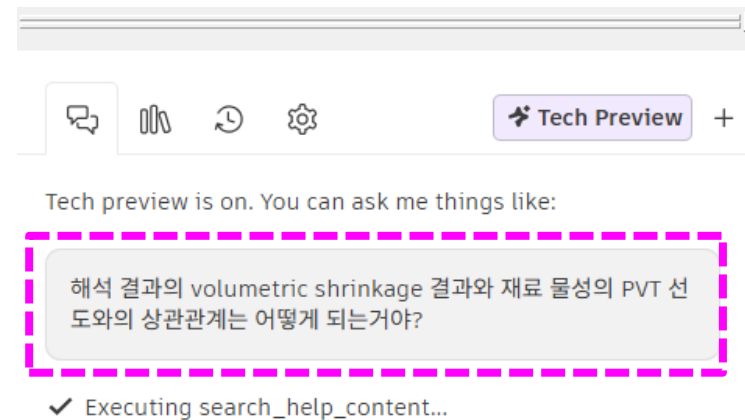 Tech Preview
Tech preview is on. You can ask me things like:
해석 결과의 volumetric shrinkage 결과와 재료 물성의 PVT 선
도와의 상관관계는 어떻게 되는거야?
Executing search_help_content...